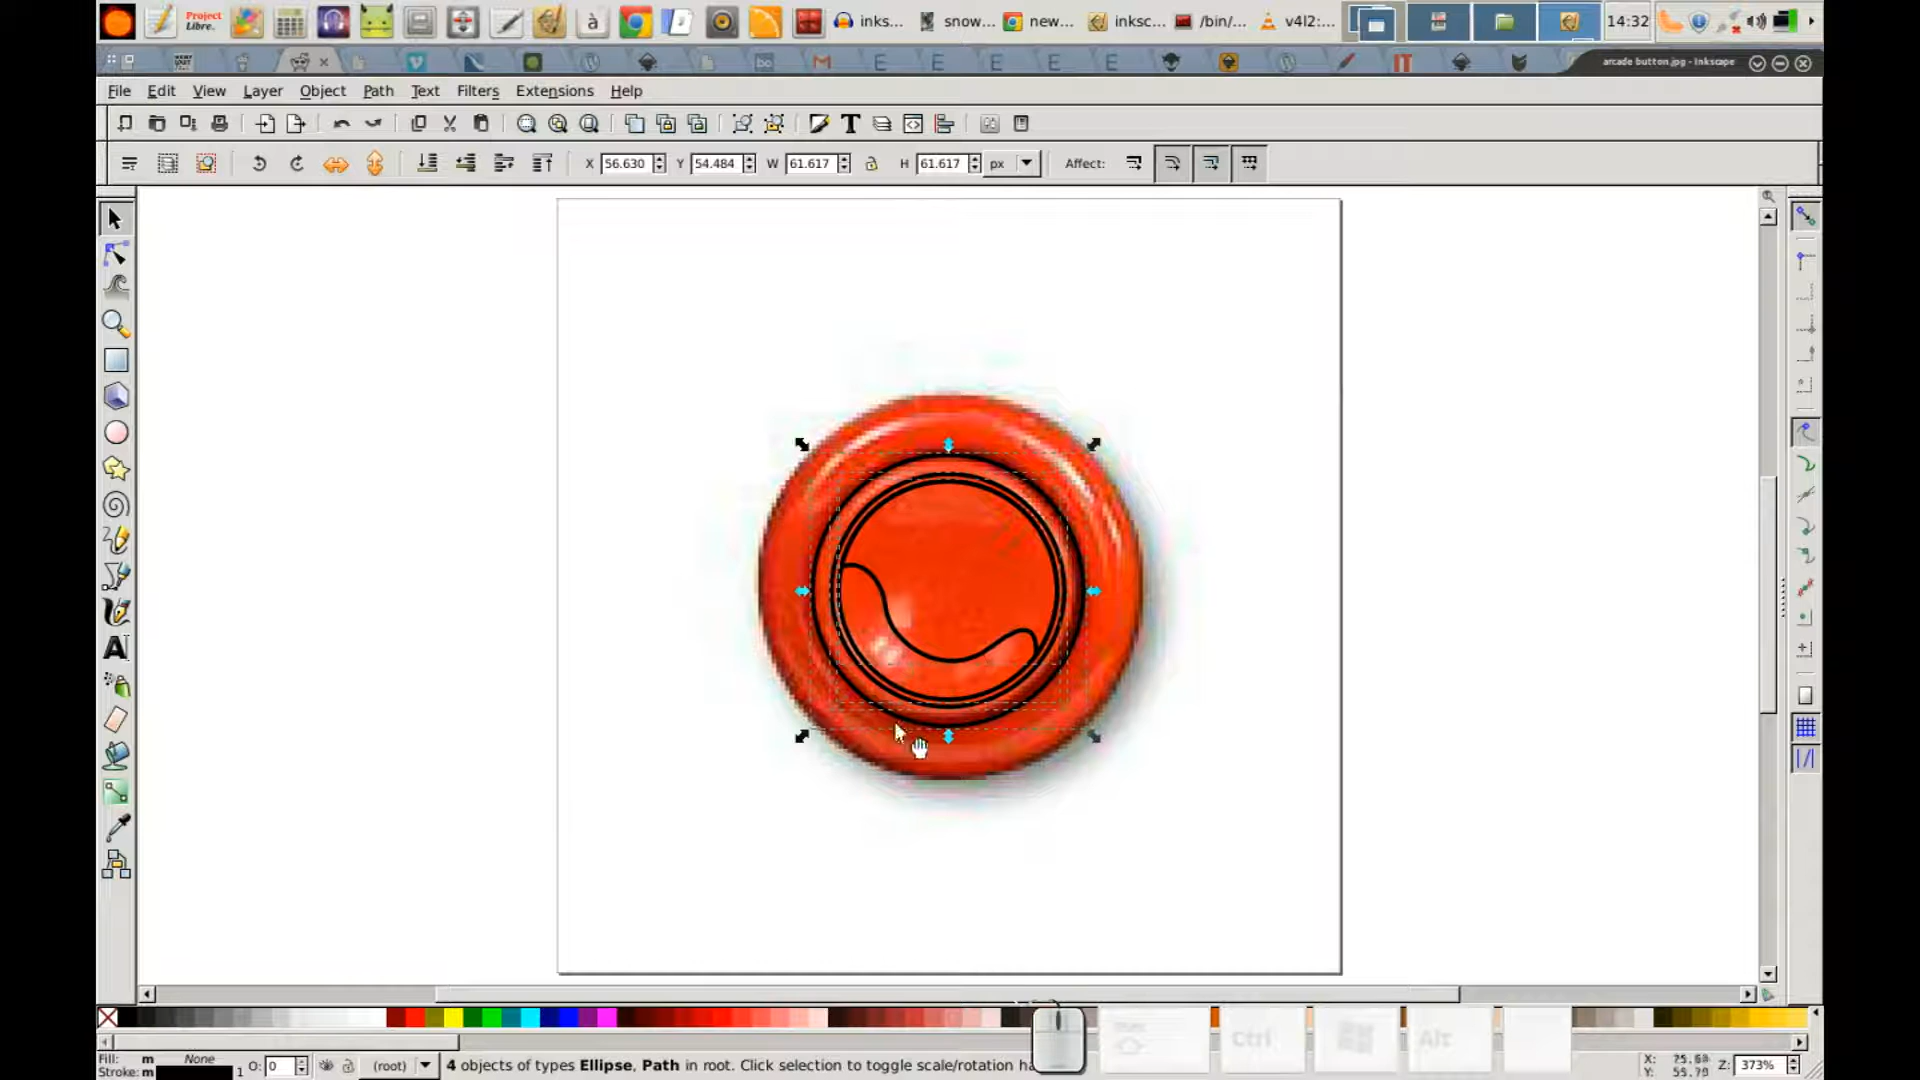 Project Libre.
à
inks...
snow...
new...
inksc...
/bin/...
v4l2:...
14:32
bo
IT
arcade button.jpg - Inkscape
File Edit View Layer Object Path Text Filters Extensions Help
X 56.630 Y 54.484 W 61.617 H 61.617 px Affect:
Fill: m None
Stroke: m 1
O: 0
(root)
4 objects of types Ellipse, Path in root. Click selection to toggle scale/rotation ha
Ctrl
Alt
X:
Y:
Z: 373%